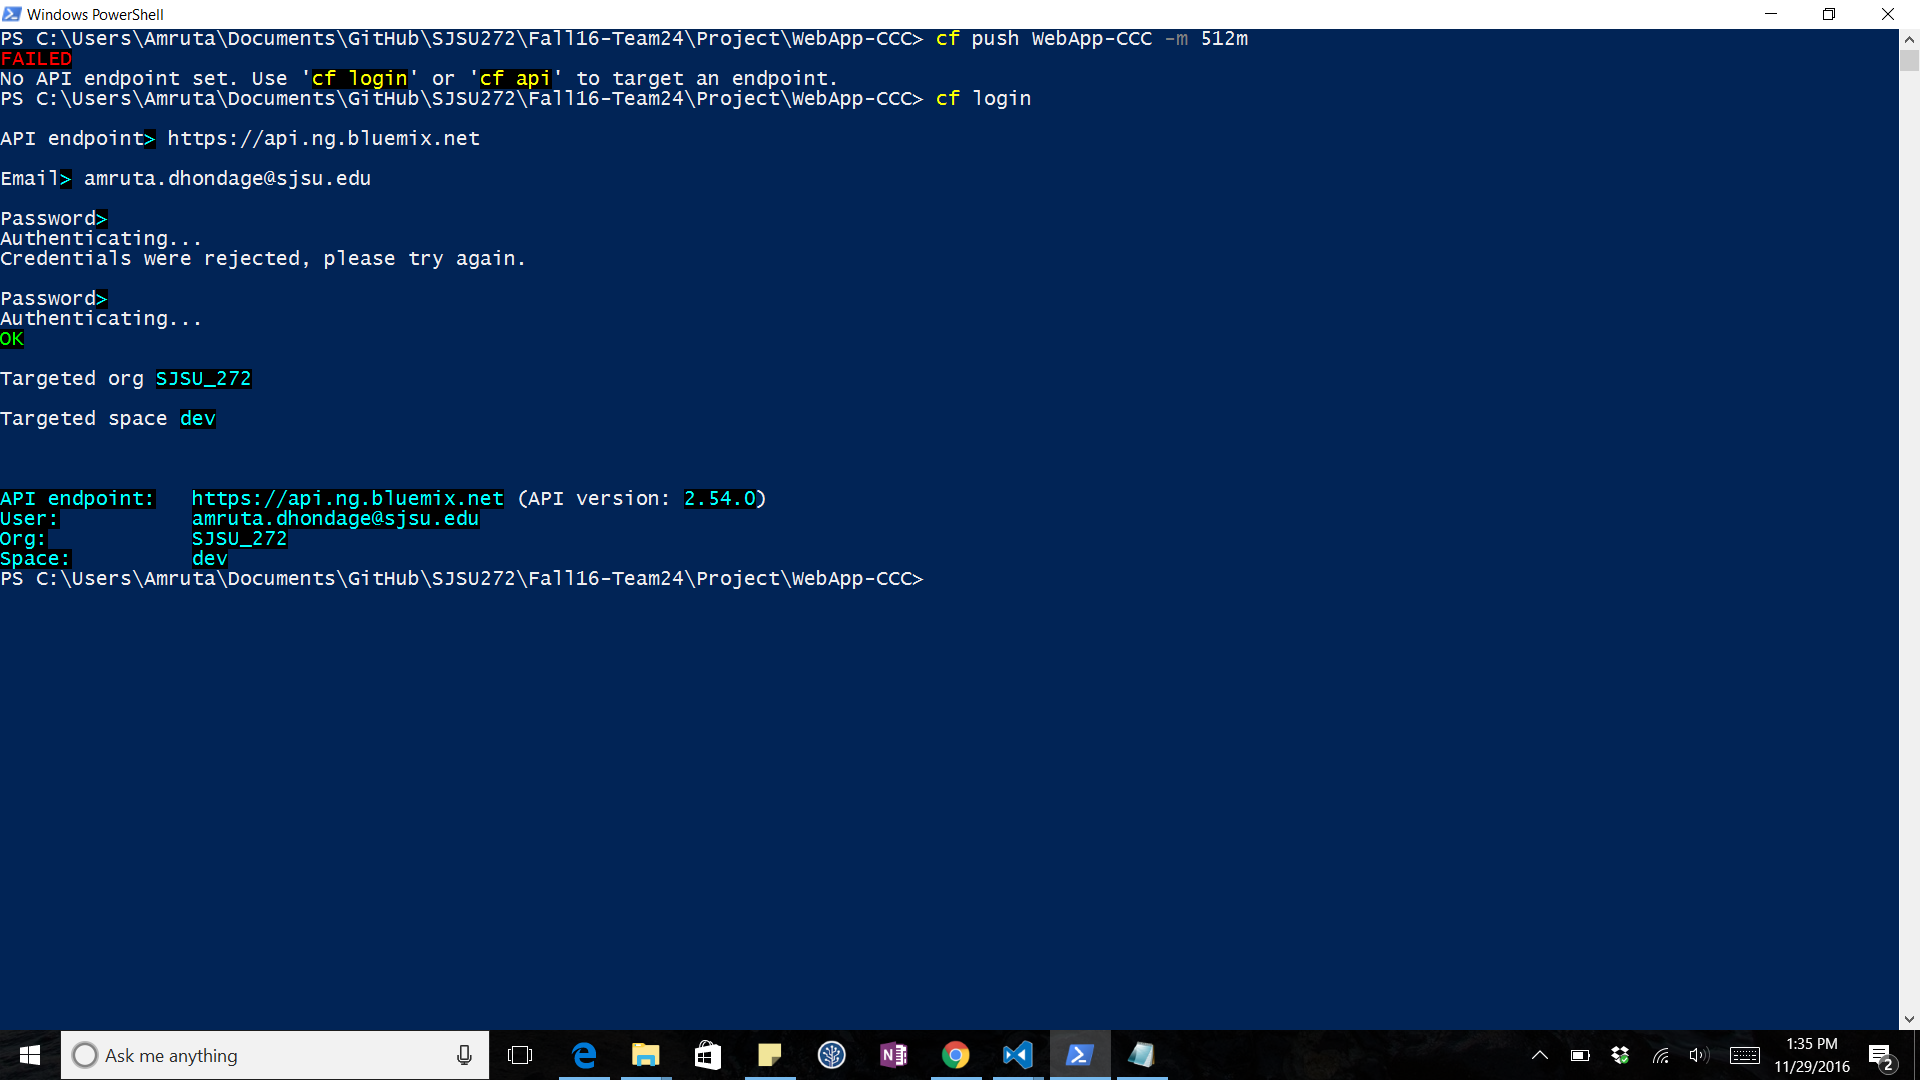 Windows PowerShell
PS C:\Users\Amruta\Documents\GitHub\SJSU272\Fall16-Team24\Project\WebApp-CCC> cf push WebApp-CCC -m 512m
FAILED
No API endpoint set. Use 'cf login' or 'cf api' to target an endpoint.
PS C:\Users\Amruta\Documents\GitHub\SJSU272\Fall16-Team24\Project\WebApp-CCC> cf login
API endpoint> https://api.ng.bluemix.net
Email> amruta.dhondage@sjsu.edu
Password>
Authenticating...
Credentials were rejected, please try again.
Password>
Authenticating...
OK
Targeted org SJSU_272
Targeted space dev
API endpoint: https://api.ng.bluemix.net (API version: 2.54.0)
User: amruta.dhondage@sjsu.edu
Org: SJSU_272
Space: dev
PS C:\Users\Amruta\Documents\GitHub\SJSU272\Fall16-Team24\Project\WebApp-CCC>
Ask me anything
N
1:35 PM
11/29/2016
2